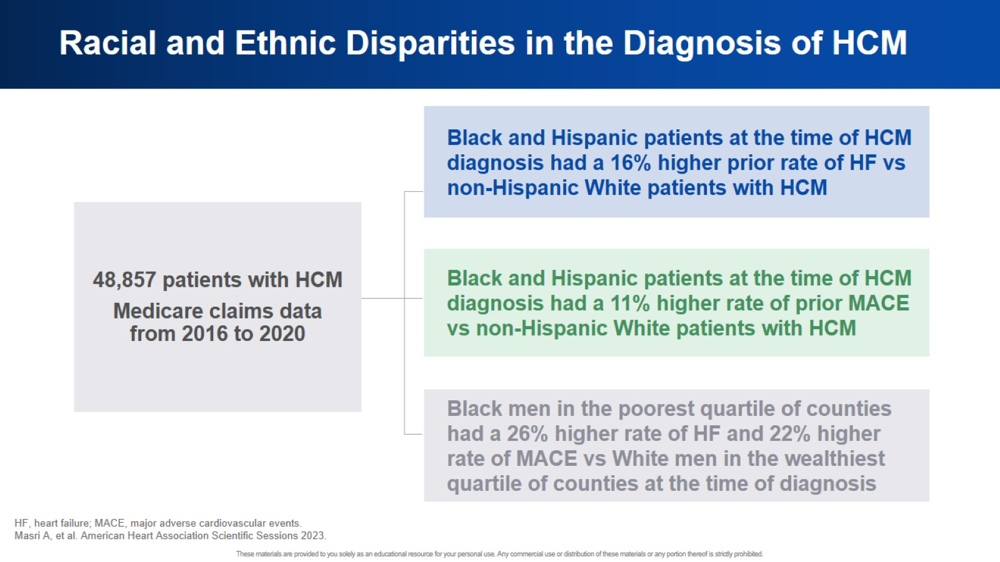 Racial and Ethnic Disparities in the Diagnosis of HCM
48,857 patients with HCM
Medicare claims data
from 2016 to 2020
Black and Hispanic patients at the time of HCM
diagnosis had a 16% higher prior rate of HF vs
non-Hispanic White patients with HCM
Black and Hispanic patients at the time of HCM
diagnosis had a 11% higher rate of prior MACE
vs non-Hispanic White patients with HCM
Black men in the poorest quartile of counties
had a 26% higher rate of HF and 22% higher
rate of MACE vs White men in the wealthiest
quartile of counties at the time of diagnosis
HF, heart failure; MACE, major adverse cardiovascular events.
Masri A, et al. American Heart Association Scientific Sessions 2023.
These materials are provided to you solely as an educational resource for your personal use. Any commercial use or distribution of these materials or any portion thereof is strictly prohibited.